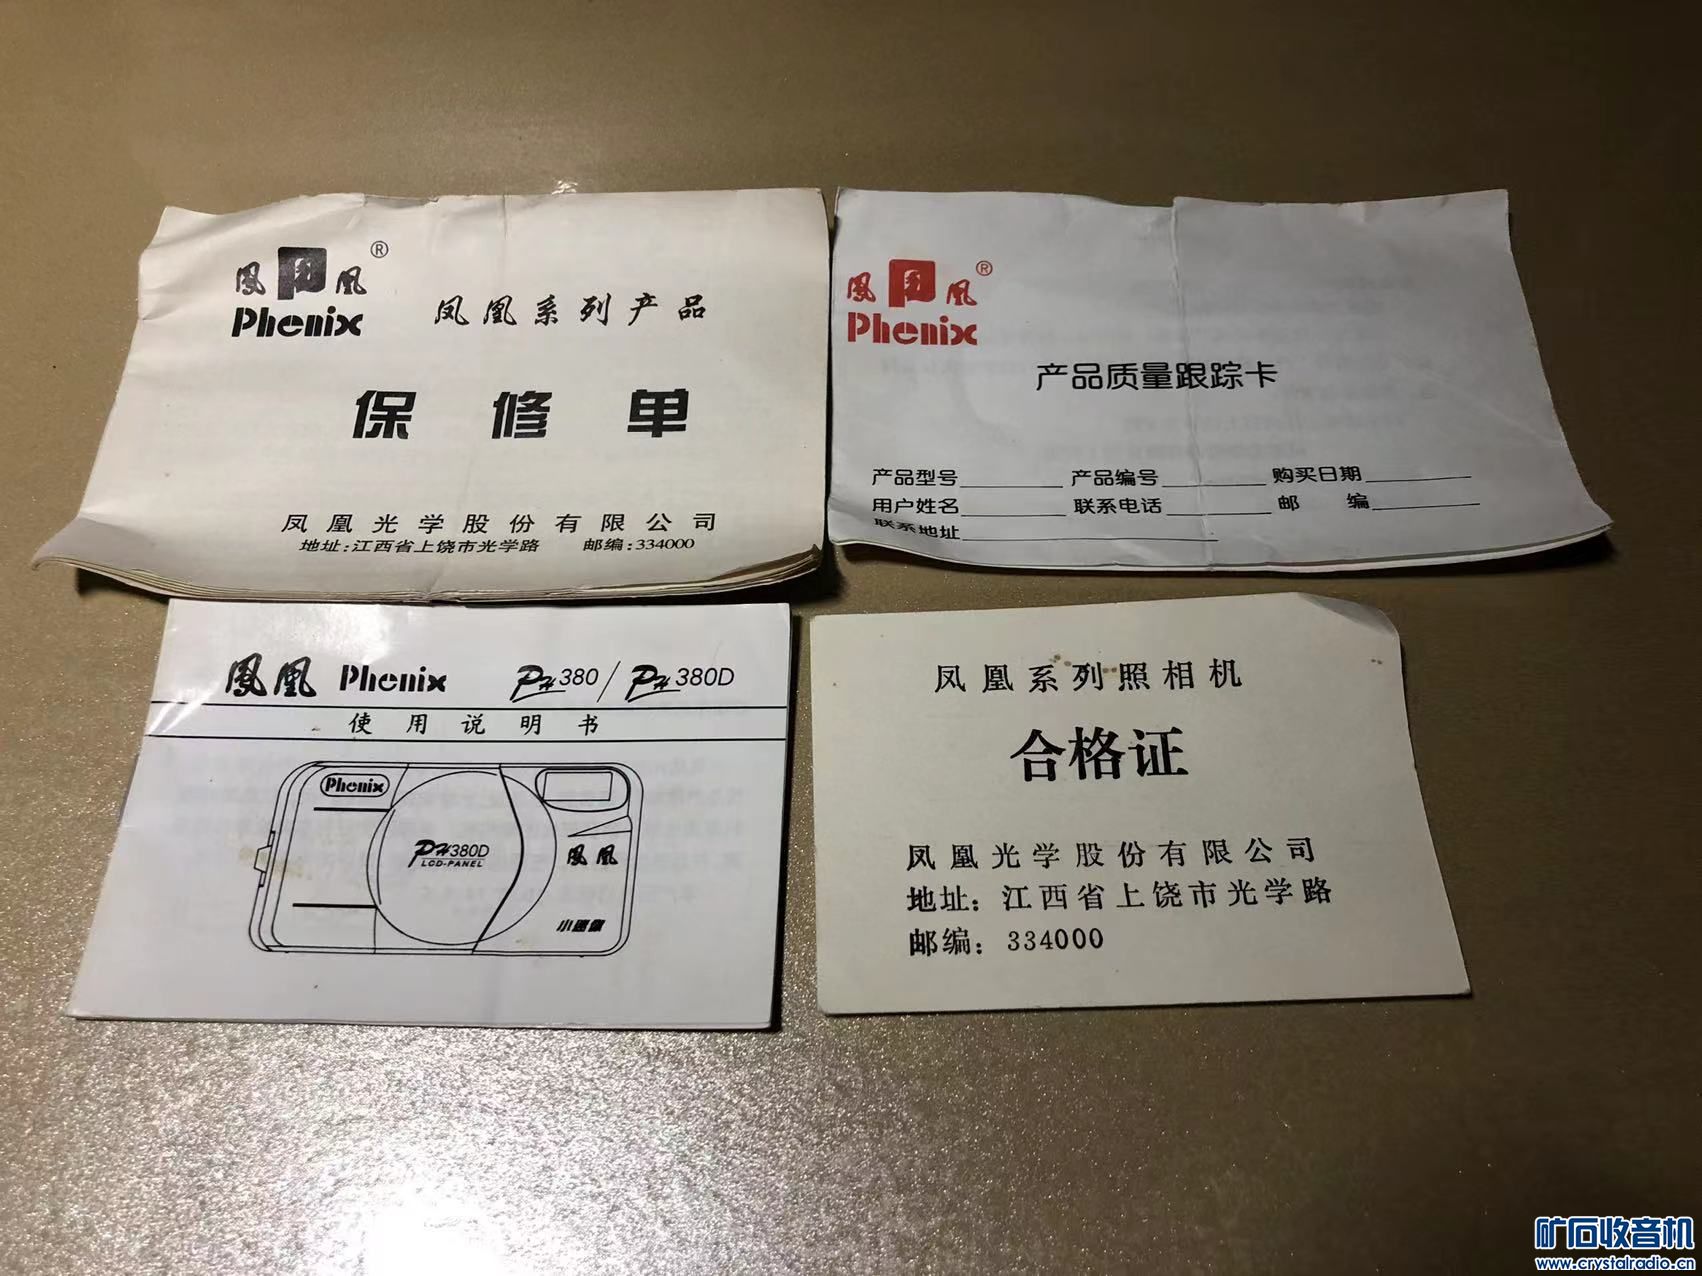 凤凰®
Phenix
凤凰系列产品
保修单
凤凰光学股份有限公司
地址:江西省上饶市光学路 邮编:334000
凤凰®
Phenix
产品质量跟踪卡
产品型号 产品编号 购买日期
用户姓名 联系电话 邮 编
联系地址
凤凰 Phenix PH380/PH380D
使用说明书
Phenix
PH380D
LCD-PANEL
凤凰
凤凰系列照相机
合格证
凤凰光学股份有限公司
地址：江西省上饶市光学路
邮编：334000
矿石收音机
www.crystalradio.cn